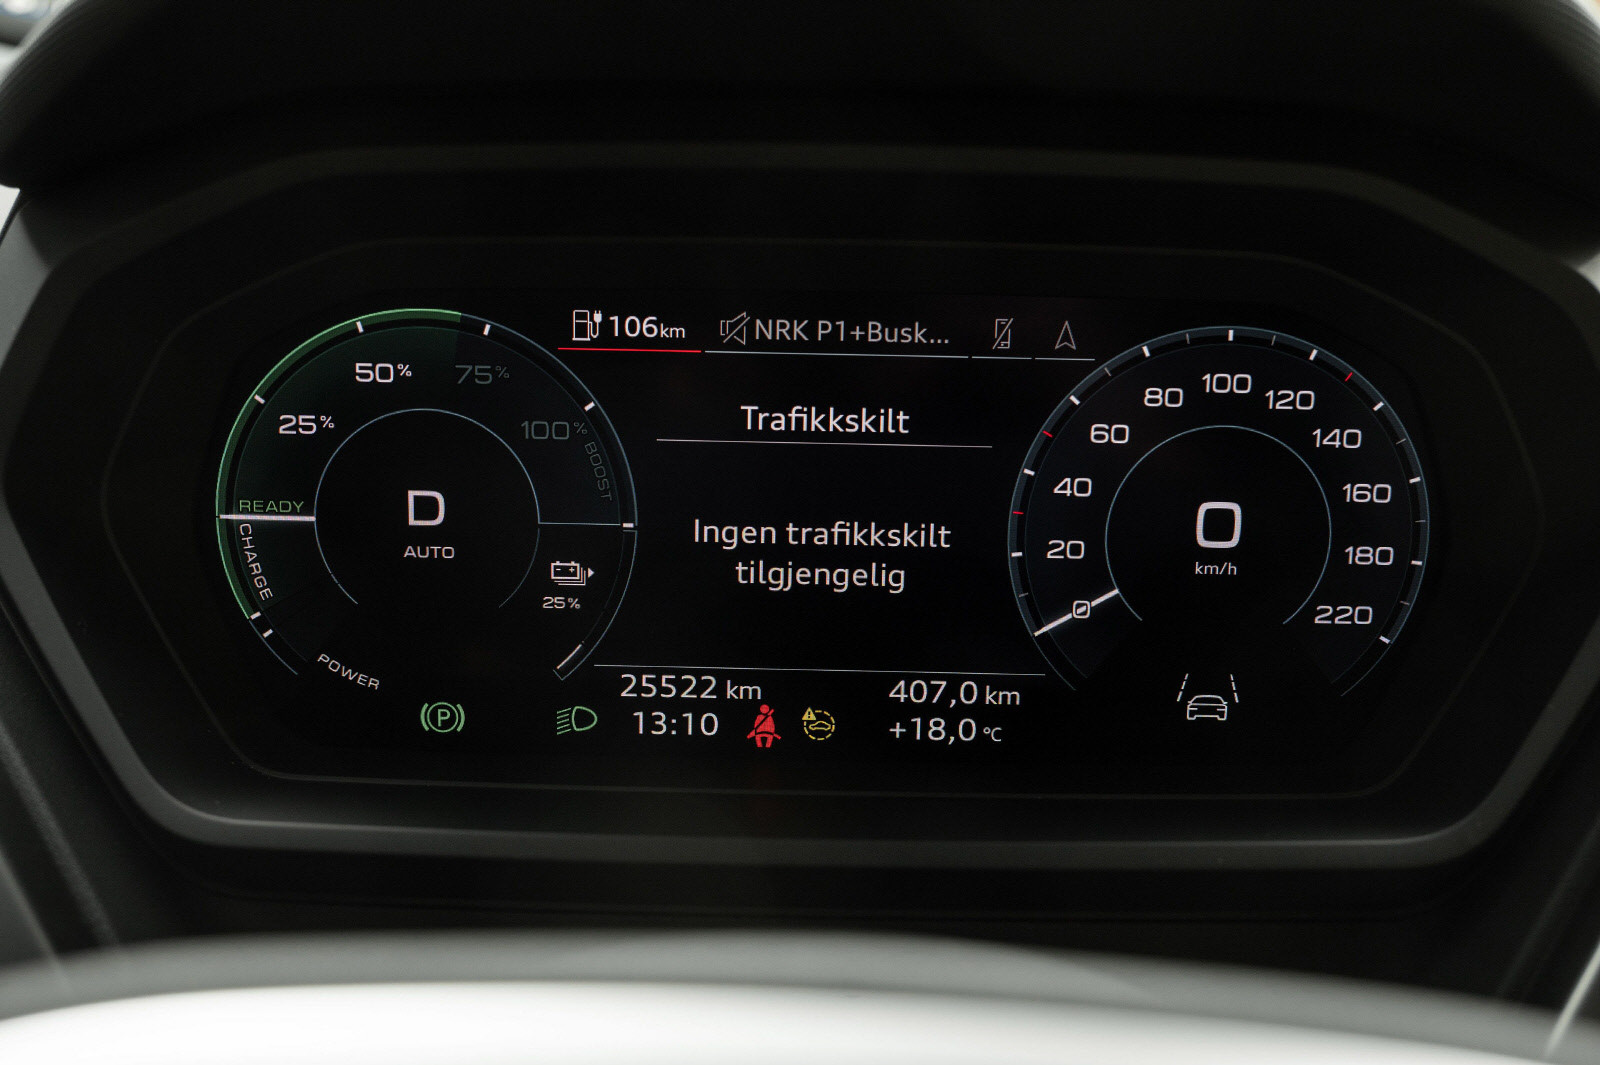 106km
NRK P1+Busk...
Trafikkskilt
Ingen trafikkskilt
tilgjengelig
25%
50%
75%
100%
BOOST
READY
CHARGE
POWER
D
AUTO
25%
20
40
60
80
100
120
140
160
180
220
0
km/h
25522 km
407,0 km
13:10
+18,0 °C
P